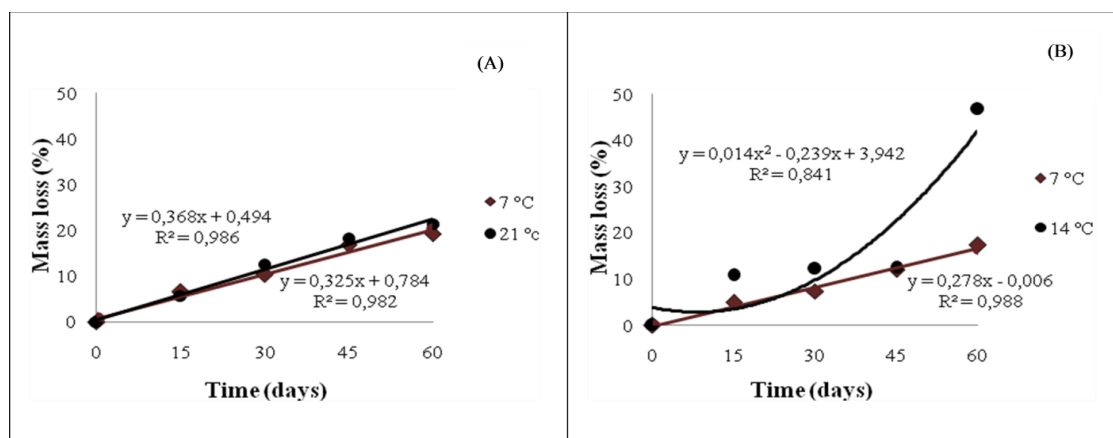 (A)
50
40
30
20
10
0
Mass loss (%)
y = 0,368x + 0,494
R² = 0,986
y = 0,325x + 0,784
R² = 0,982
7 °C
21 °c
0 15 30 45 60
Time (days)
(B)
50
40
30
20
10
0
Mass loss (%)
y = 0,014x² - 0,239x + 3,942
R² = 0,841
y = 0,278x - 0,006
R² = 0,988
7 °C
14 °C
0 15 30 45 60
Time (days)